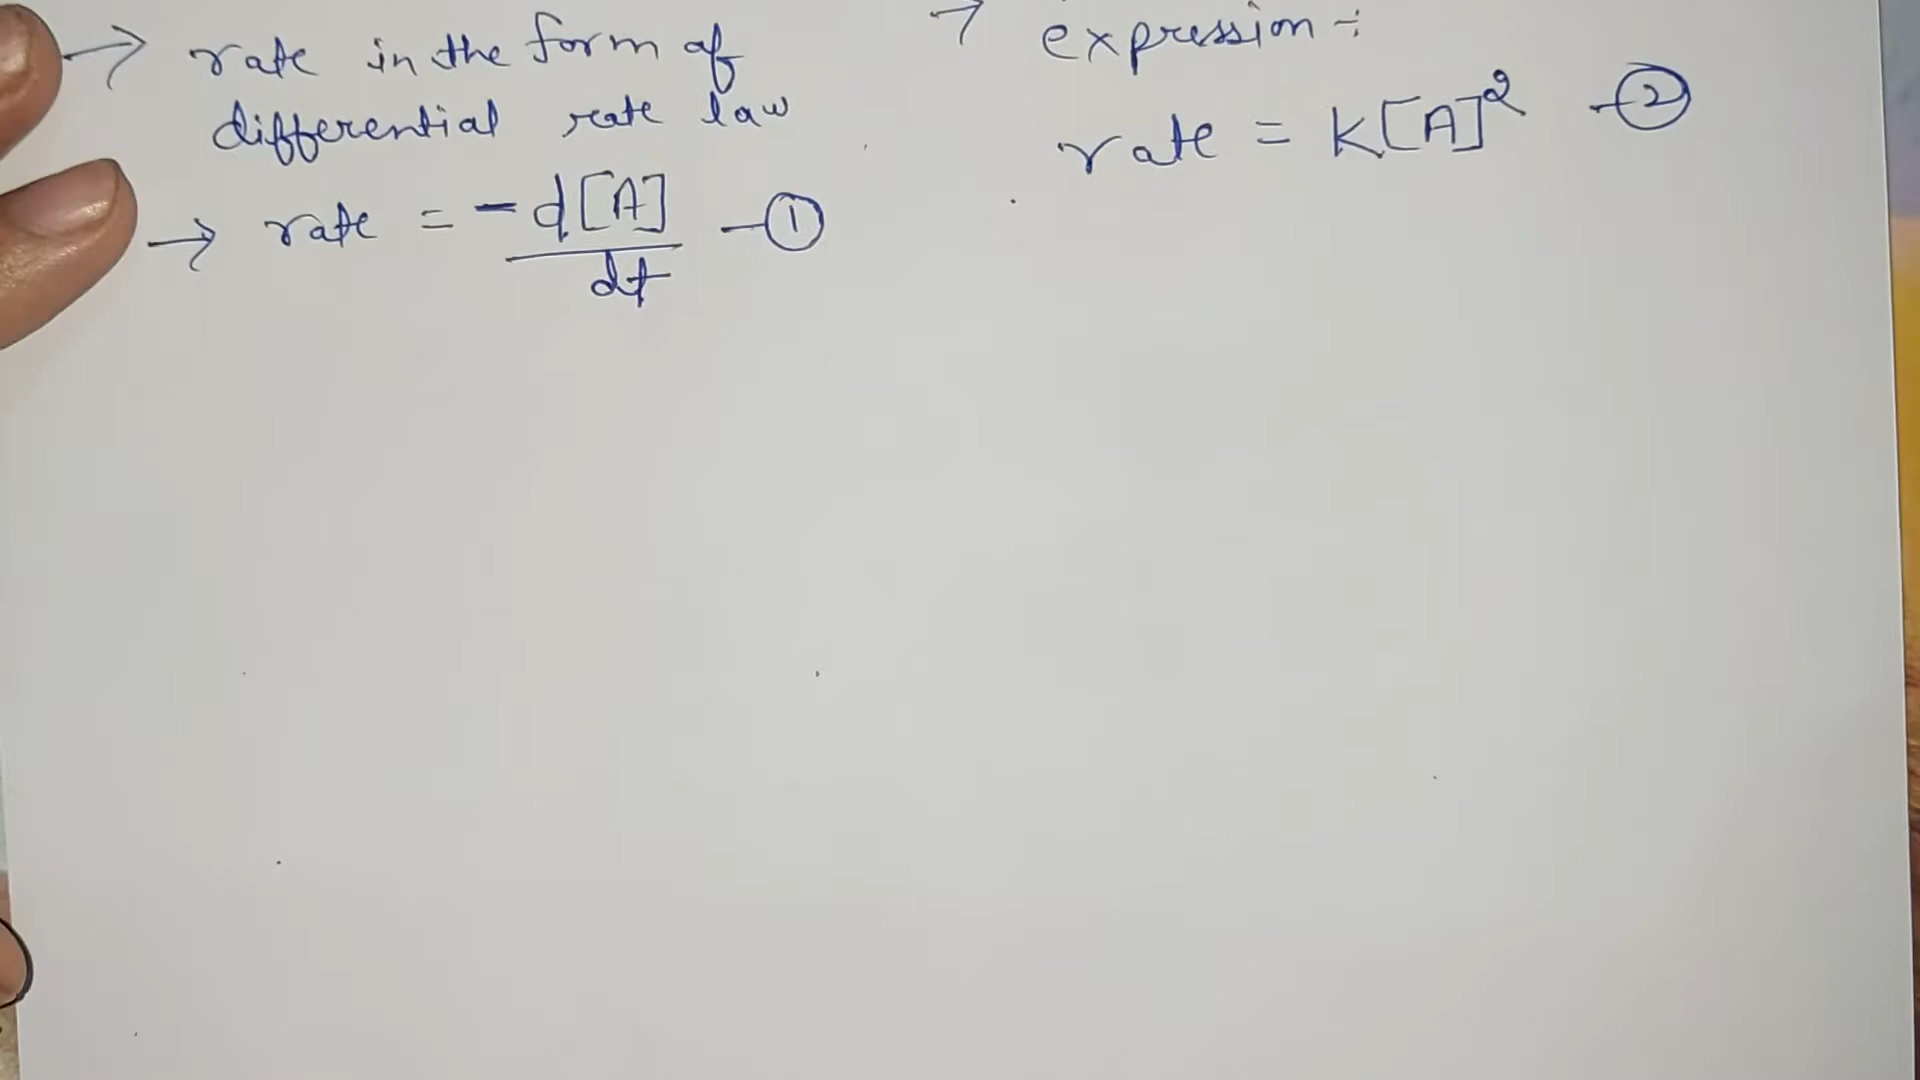 → rate in the form of
differential rate law
→ rate = -d[A]/dt -①
→ expression ÷
rate = K[A]² -②